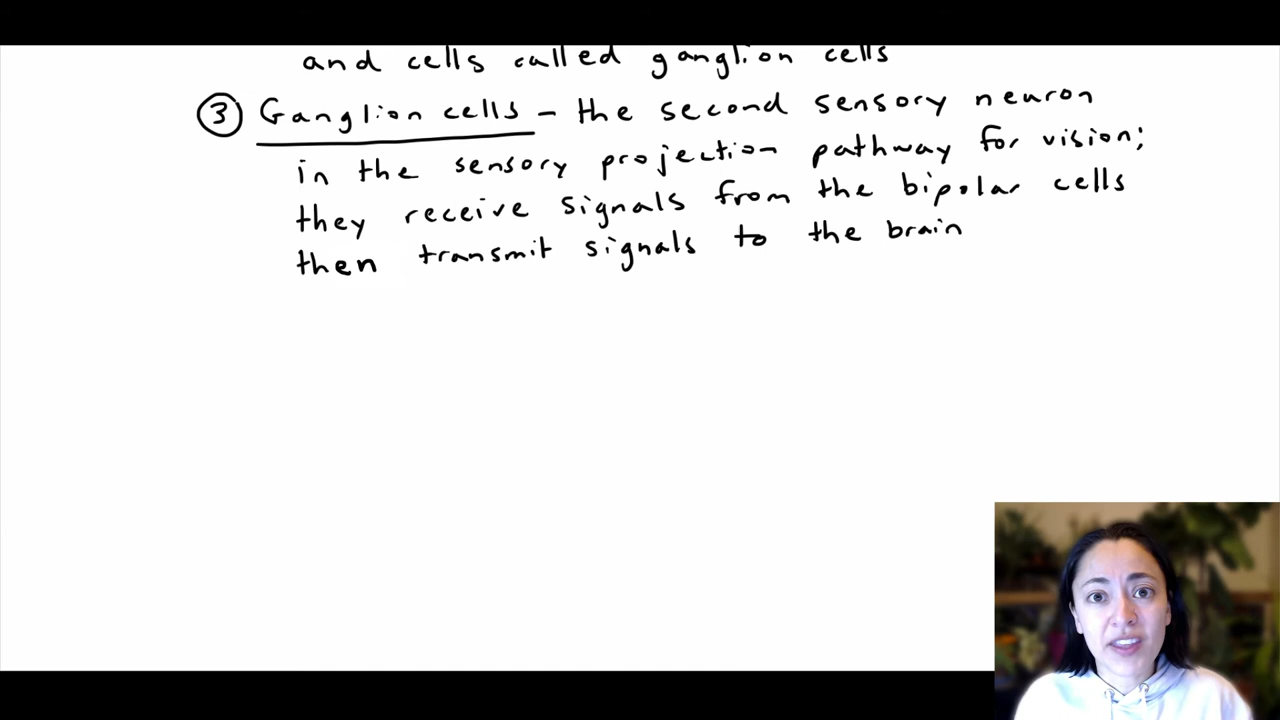 and cells called ganglion cells
③ Ganglion cells – the second sensory neuron
in the sensory projection pathway for vision;
they receive signals from the bipolar cells
then transmit signals to the brain